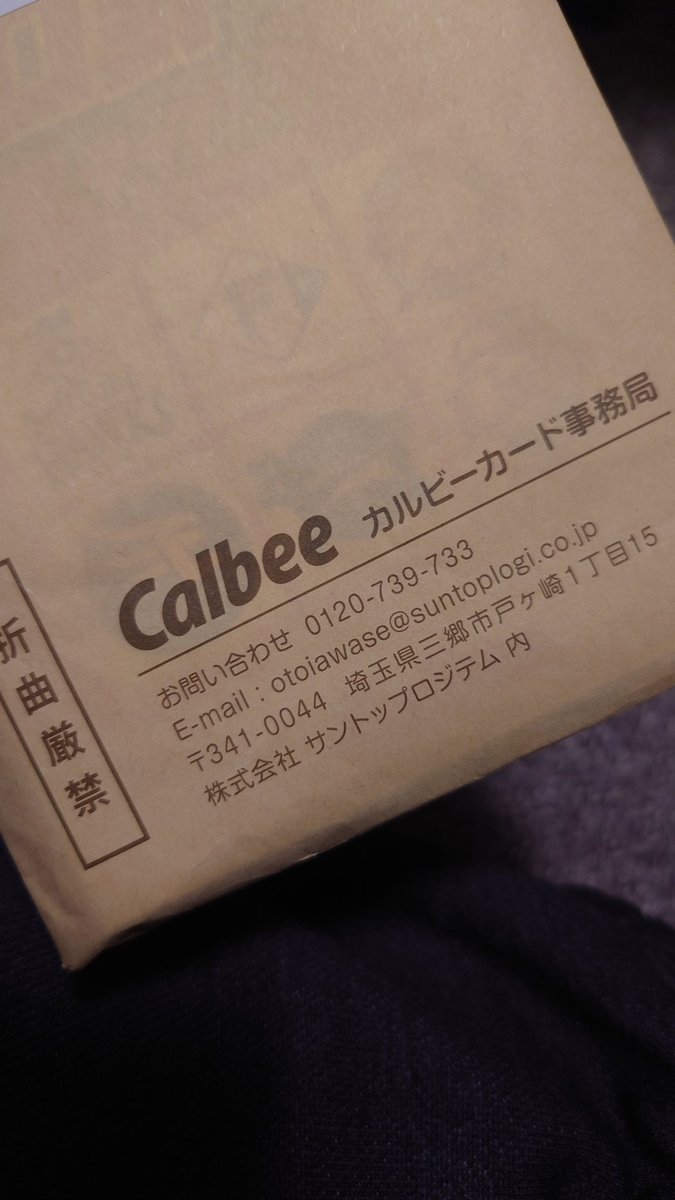 Calbee カルビーカード事務局
お問い合わせ 0120-739-733
E-mail : otoiawase@suntoplogi.co.jp
〒341-0044 埼玉県三郷市戸ヶ崎1丁目15
株式会社 サントップロジテム 内
折曲厳禁